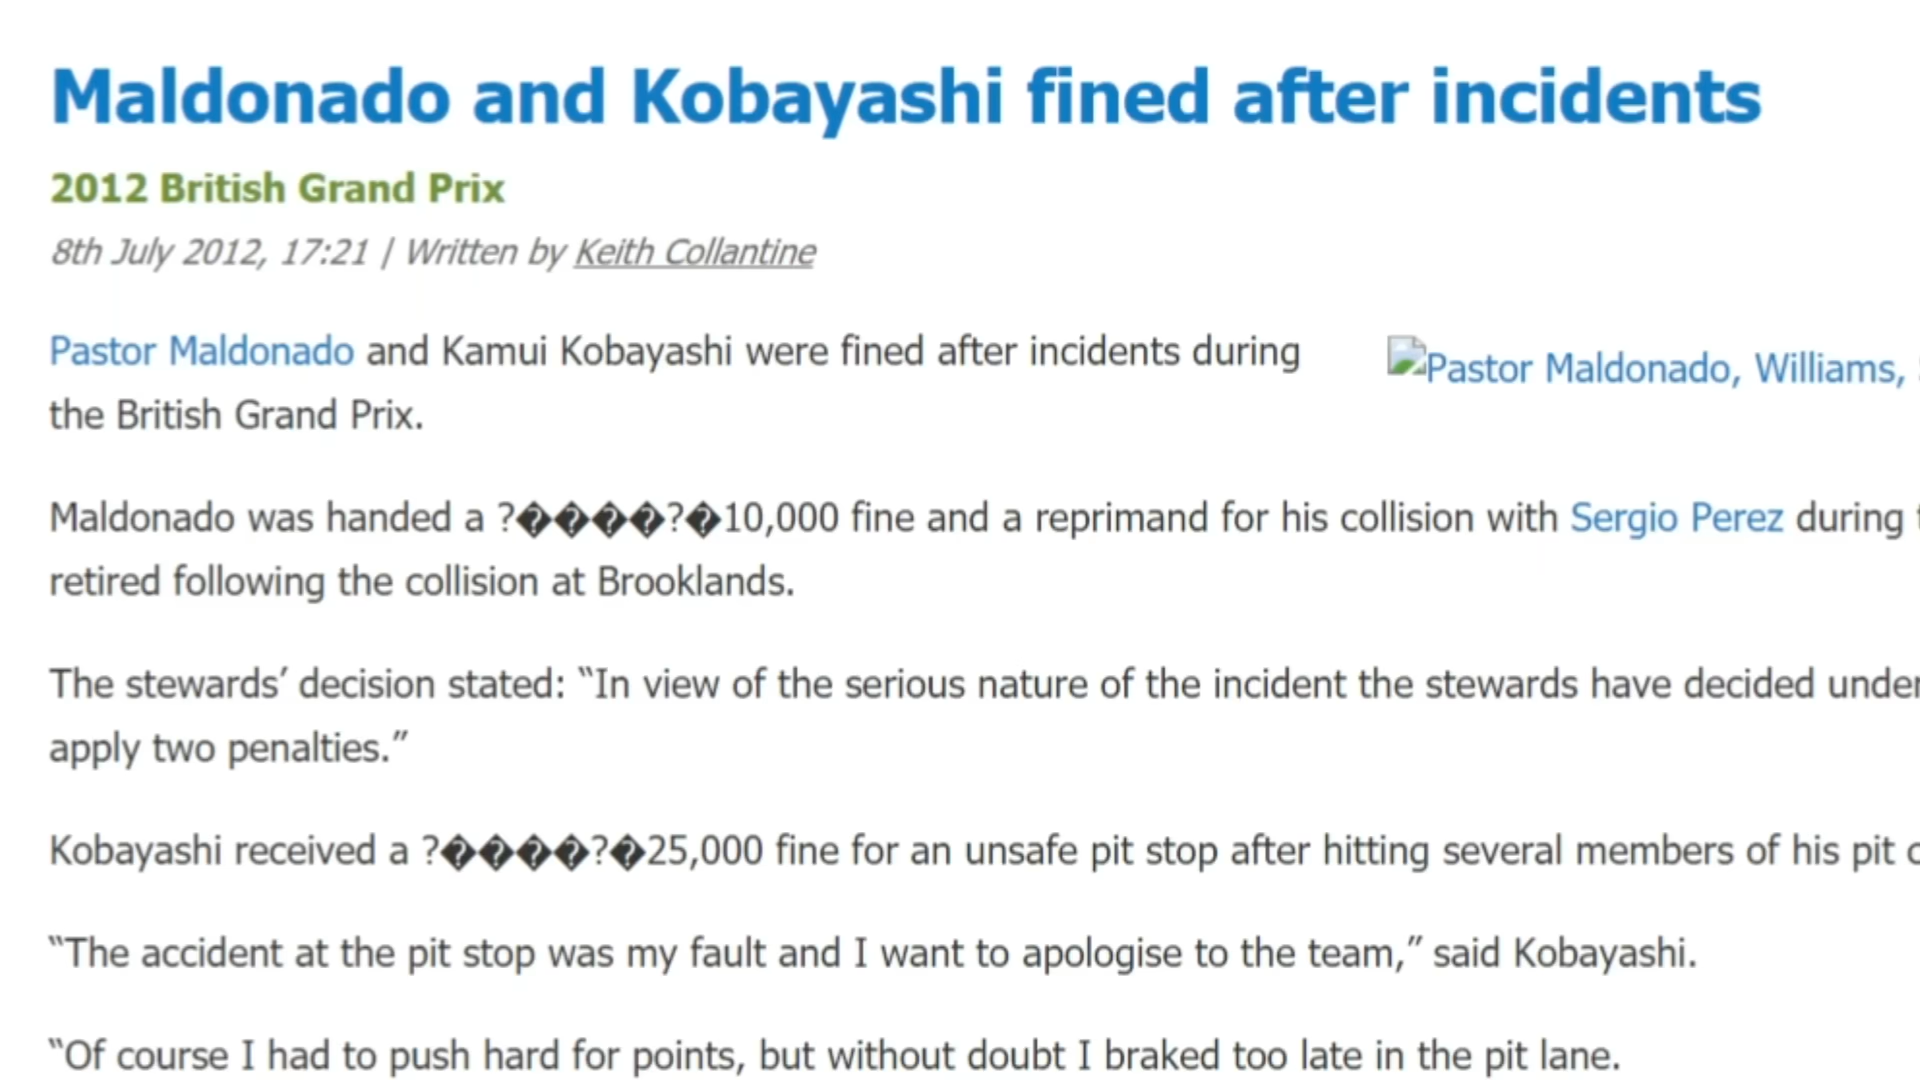 Maldonado and Kobayashi fined after incidents
2012 British Grand Prix
8th July 2012, 17:21 | Written by Keith Collantine
Pastor Maldonado and Kamui Kobayashi were fined after incidents during
the British Grand Prix.
Pastor Maldonado, Williams,
Maldonado was handed a ?����?�10,000 fine and a reprimand for his collision with Sergio Perez during
retired following the collision at Brooklands.
The stewards’ decision stated: “In view of the serious nature of the incident the stewards have decided under
apply two penalties.”
Kobayashi received a ?����?�25,000 fine for an unsafe pit stop after hitting several members of his pit
“The accident at the pit stop was my fault and I want to apologise to the team,” said Kobayashi.
“Of course I had to push hard for points, but without doubt I braked too late in the pit lane.